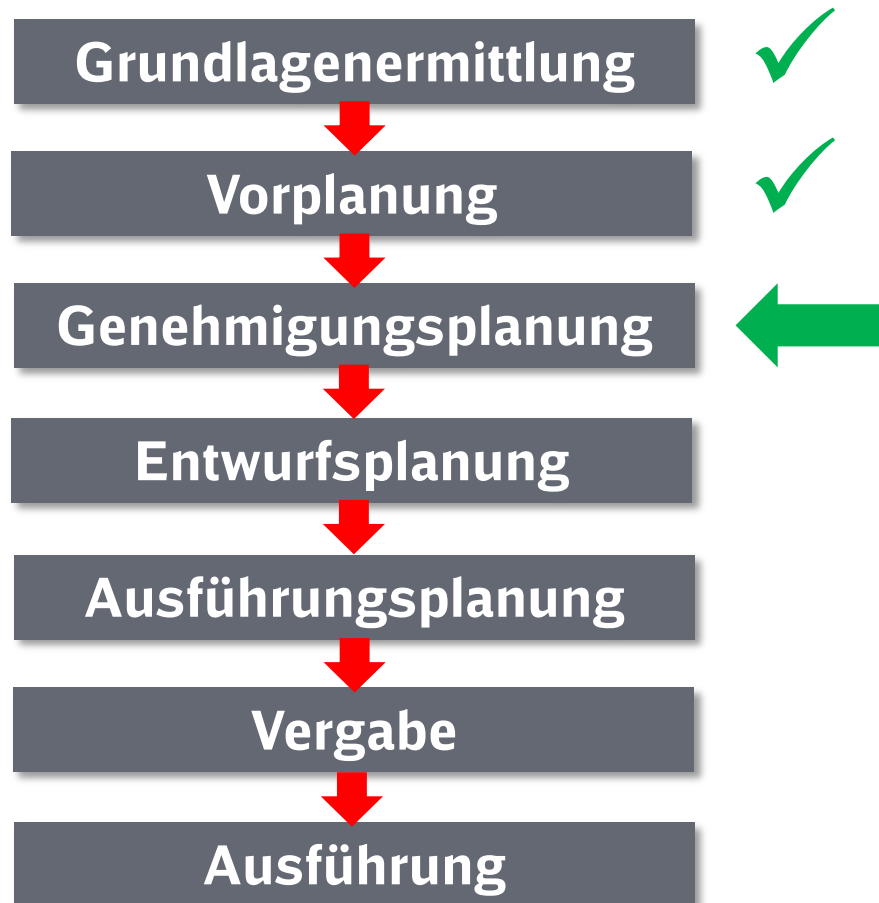 Grundlagenermittlung
Vorplanung
Genehmigungsplanung
Entwurfsplanung
Ausführungsplanung
Vergabe
Ausführung